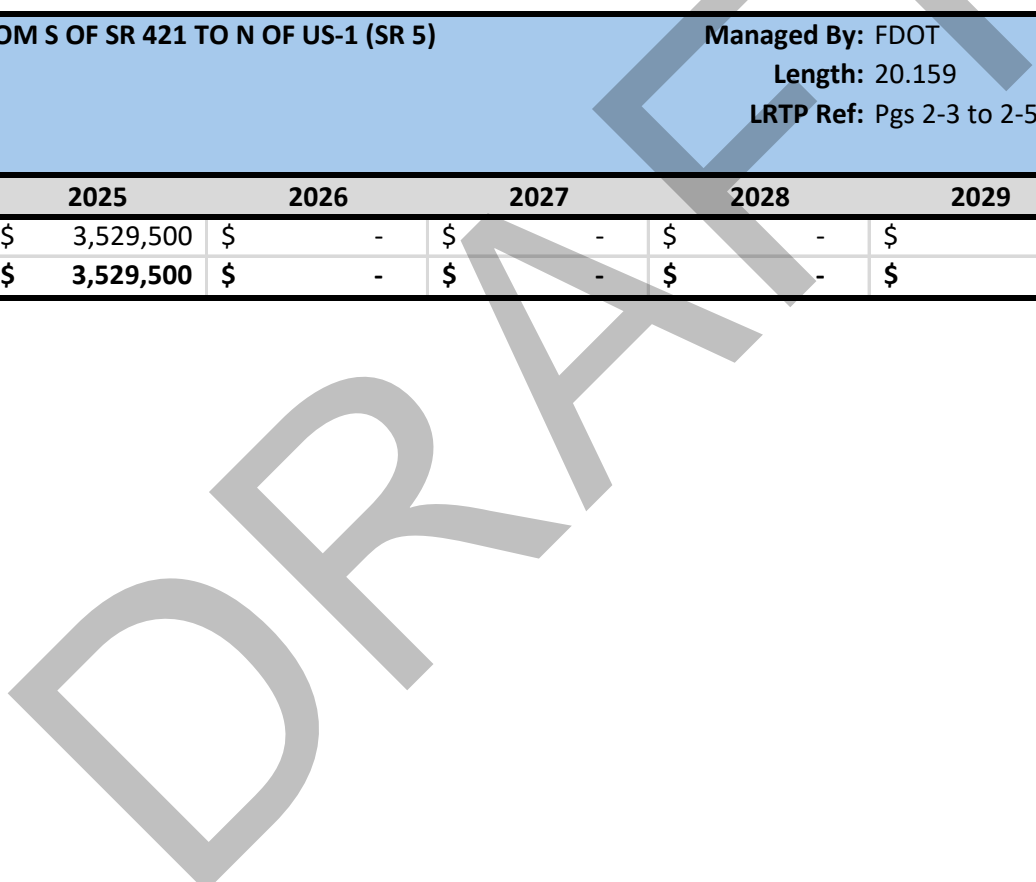 OM S OF SR 421 TO N OF US-1 (SR 5) Managed By: FDOT
Length: 20.159
LRTP Ref: Pgs 2-3 to 2-5
2025 2026 2027 2028 2029
$ 3,529,500 $ - $ - $ - $
$ 3,529,500 $ - $ - $ - $
DRAF